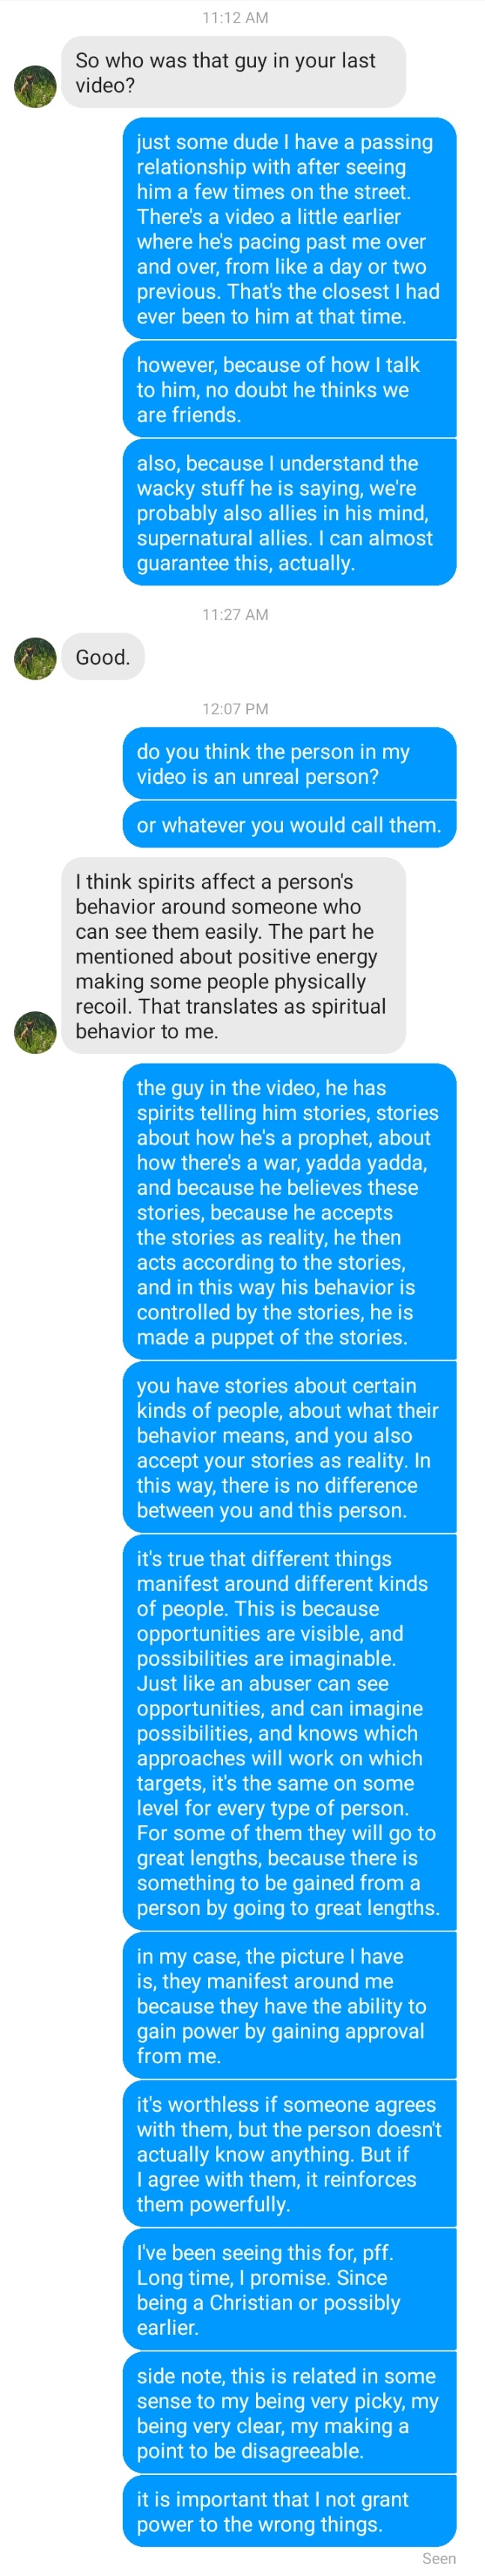 11:12 AM
So who was that guy in your last
video?
just some dude I have a passing
relationship with after seeing
him a few times on the street.
There's a video a little earlier
where he's pacing past me over
and over, from like a day or two
previous. That's the closest I had
ever been to him at that time.
however, because of how I talk
to him, no doubt he thinks we
are friends.
also, because I understand the
wacky stuff he is saying, we're
probably also allies in his mind,
supernatural allies. I can almost
guarantee this, actually.
11:27 AM
Good.
12:07 PM
do you think the person in my
video is an unreal person?
or whatever you would call them.
I think spirits affect a person's
behavior around someone who
can see them easily. The part he
mentioned about positive energy
making some people physically
recoil. That translates as spiritual
behavior to me.
the guy in the video, he has
spirits telling him stories, stories
about how he's a prophet, about
how there's a war, yadda yadda,
and because he believes these
stories, because he accepts
the stories as reality, he then
acts according to the stories,
and in this way his behavior is
controlled by the stories, he is
made a puppet of the stories.
you have stories about certain
kinds of people, about what their
behavior means, and you also
accept your stories as reality. In
this way, there is no difference
between you and this person.
it's true that different things
manifest around different kinds
of people. This is because
opportunities are visible, and
possibilities are imaginable.
Just like an abuser can see
opportunities, and can imagine
possibilities, and knows which
approaches will work on which
targets, it's the same on some
level for every type of person.
For some of them they will go to
great lengths, because there is
something to be gained from a
person by going to great lengths.
in my case, the picture I have
is, they manifest around me
because they have the ability to
gain power by gaining approval
from me.
it's worthless if someone agrees
with them, but the person doesn't
actually know anything. But if
I agree with them, it reinforces
them powerfully.
I've been seeing this for, pff.
Long time, I promise. Since
being a Christian or possibly
earlier.
side note, this is related in some
sense to my being very picky, my
being very clear, my making a
point to be disagreeable.
it is important that I not grant
power to the wrong things.
Seen